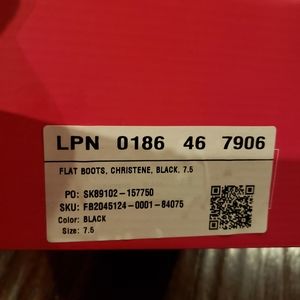 LPN 0186 46 7906
FLAT BOOTS, CHRISTENE, BLACK, 7.5
PO: SK89102-157750
SKU: FB2045124-0001-84075
Color: BLACK
Size: 7.5